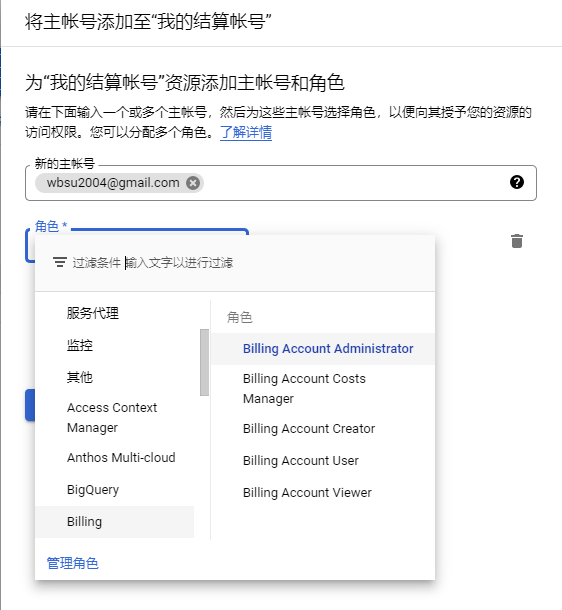 将主帐号添加至“我的结算帐号”
为“我的结算帐号”资源添加主帐号和角色
请在下面输入一个或多个主帐号，然后为这些主帐号选择角色，以便向其授予您的资源的
访问权限。您可以分配多个角色。了解详情
新的主帐号
wbsu2004@gmail.com
角色 *
过滤条件 输入文字以进行过滤
服务代理
监控
其他
Access Context
Manager
Anthos Multi-cloud
BigQuery
Billing
角色
Billing Account Administrator
Billing Account Costs
Manager
Billing Account Creator
Billing Account User
Billing Account Viewer
管理角色